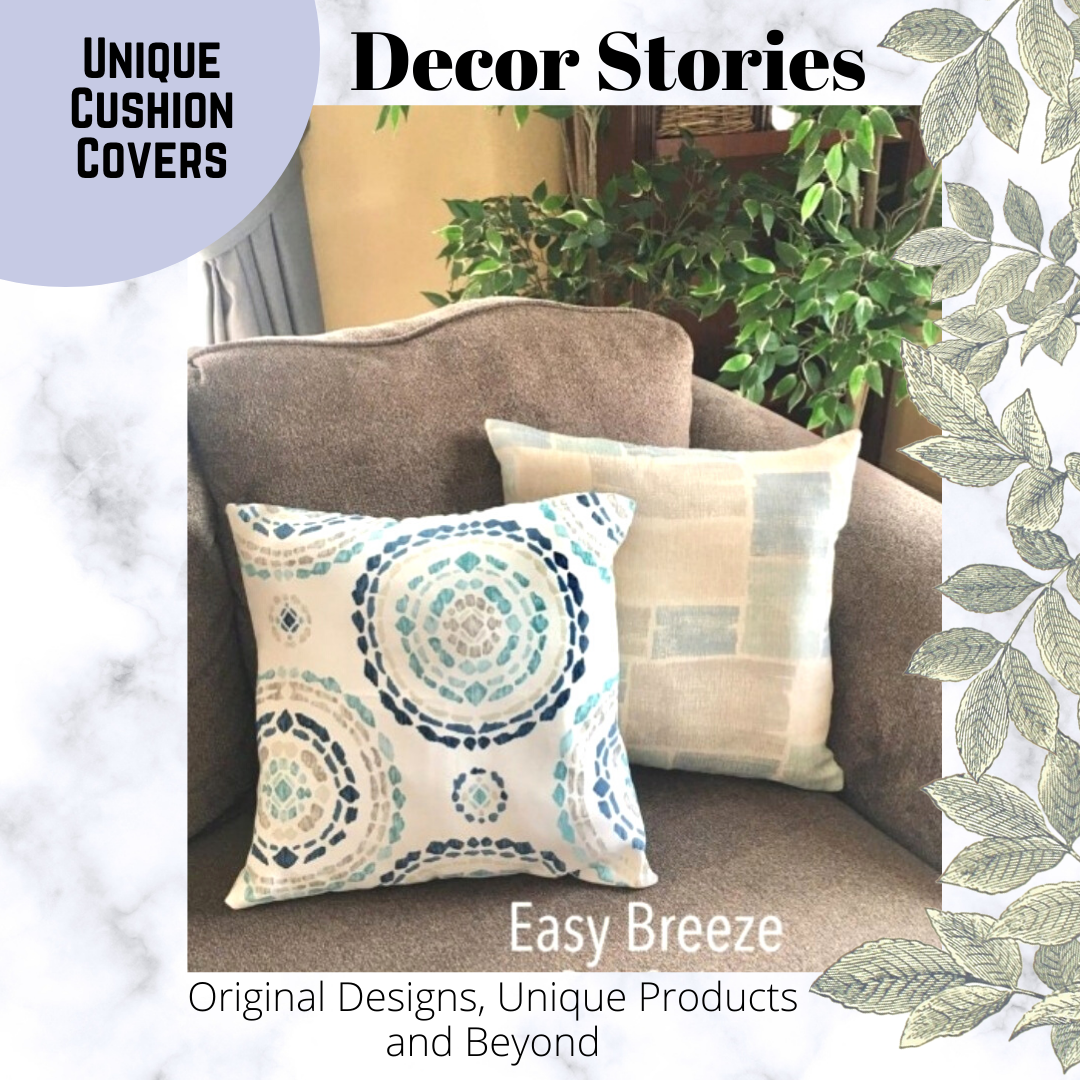 Unique
Cushion
Covers
Decor Stories
Easy Breeze
Original Designs, Unique Products
and Beyond